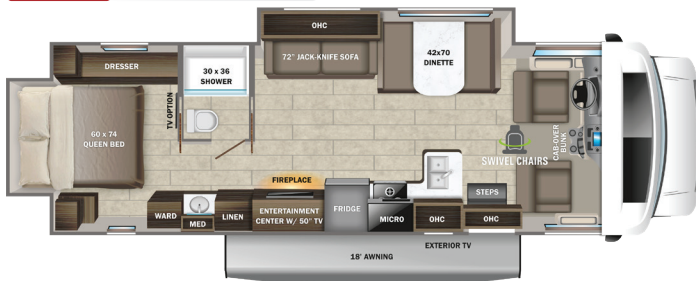 OHC
DRESSER
30 x 36
SHOWER
72" JACK-KNIFE SOFA
42x70
DINETTE
TV OPTION
60 x 74
QUEEN BED
SWIVEL CHAIRS
CAB-OVER
BUNK
FIREPLACE
STEPS
WARD
MED
LINEN
ENTERTAINMENT
CENTER W/ 50" TV
FRIDGE
MICRO
OHC
OHC
EXTERIOR TV
18' AWNING